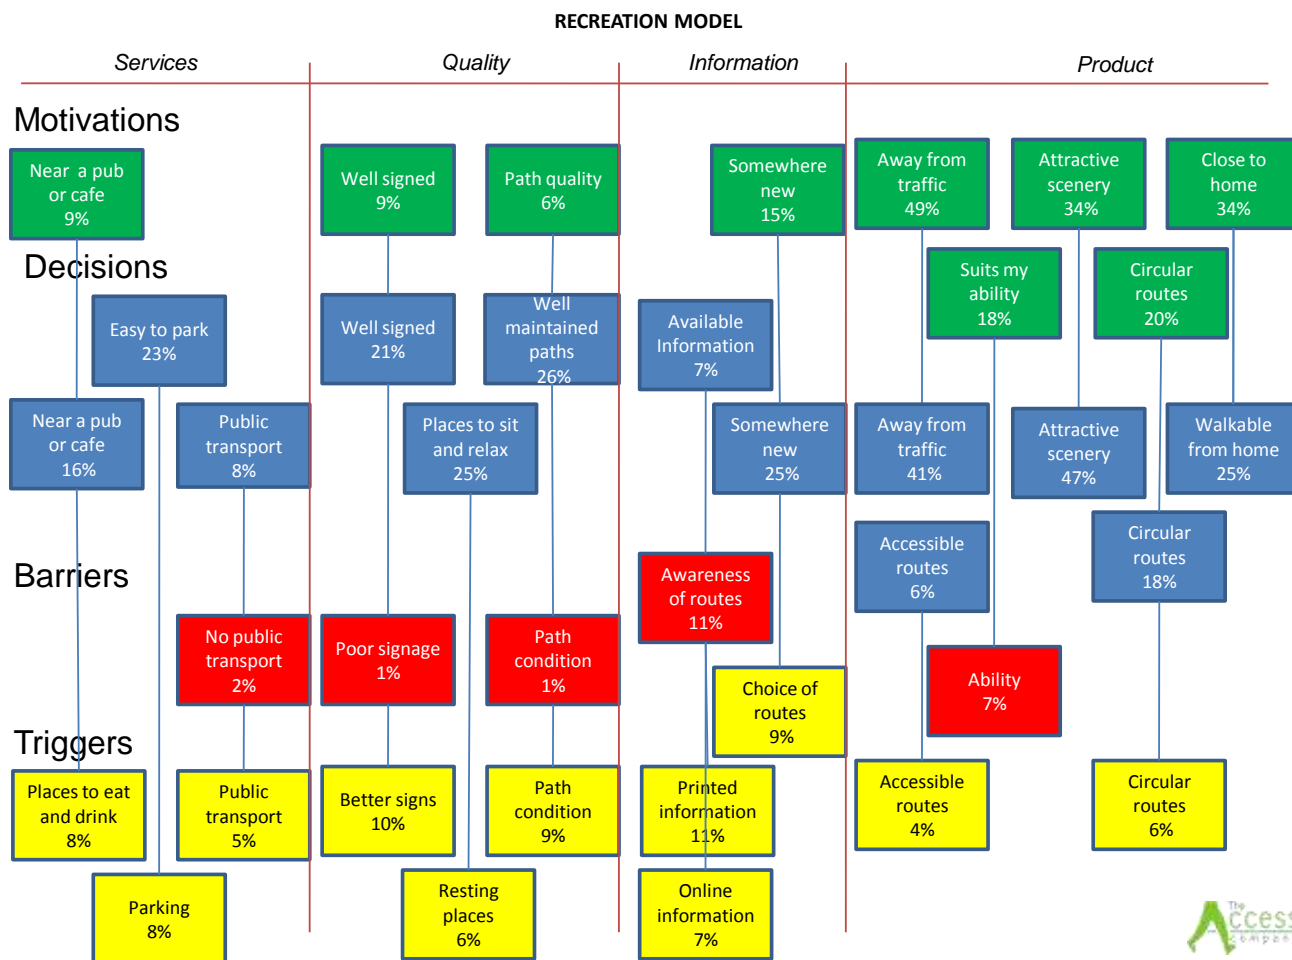 RECREATION MODEL
Services
Quality
Information
Product
Motivations
Near a pub
or cafe
9%
Well signed
9%
Path quality
6%
Somewhere
new
15%
Away from
traffic
49%
Attractive
scenery
34%
Close to
home
34%
Decisions
Suits my
ability
18%
Circular
routes
20%
Easy to park
23%
Well signed
21%
Well
maintained
paths
26%
Available
Information
7%
Near a pub
or cafe
16%
Public
transport
8%
Places to sit
and relax
25%
Somewhere
new
25%
Away from
traffic
41%
Attractive
scenery
47%
Walkable
from home
25%
Accessible
routes
6%
Circular
routes
18%
Barriers
Awareness
of routes
11%
No public
transport
2%
Poor signage
1%
Path
condition
1%
Ability
7%
Choice of
routes
9%
Triggers
Places to eat
and drink
8%
Public
transport
5%
Better signs
10%
Path
condition
9%
Printed
information
11%
Accessible
routes
4%
Circular
routes
6%
Parking
8%
Resting
places
6%
Online
information
7%
The
Access
Compan